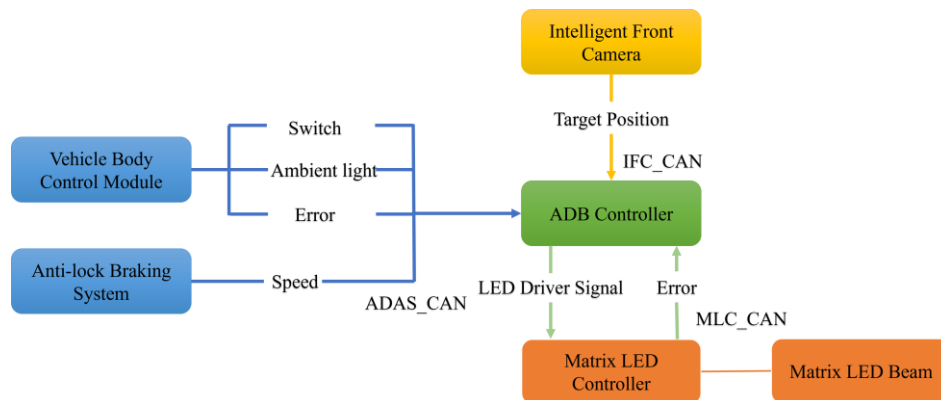 Intelligent Front
Camera
Target Position
IFC_CAN
Switch
Vehicle Body
Control Module
Ambient light
Error
ADB Controller
Anti-lock Braking
System
Speed
ADAS_CAN
LED Driver Signal
Error
MLC_CAN
Matrix LED
Controller
Matrix LED Beam